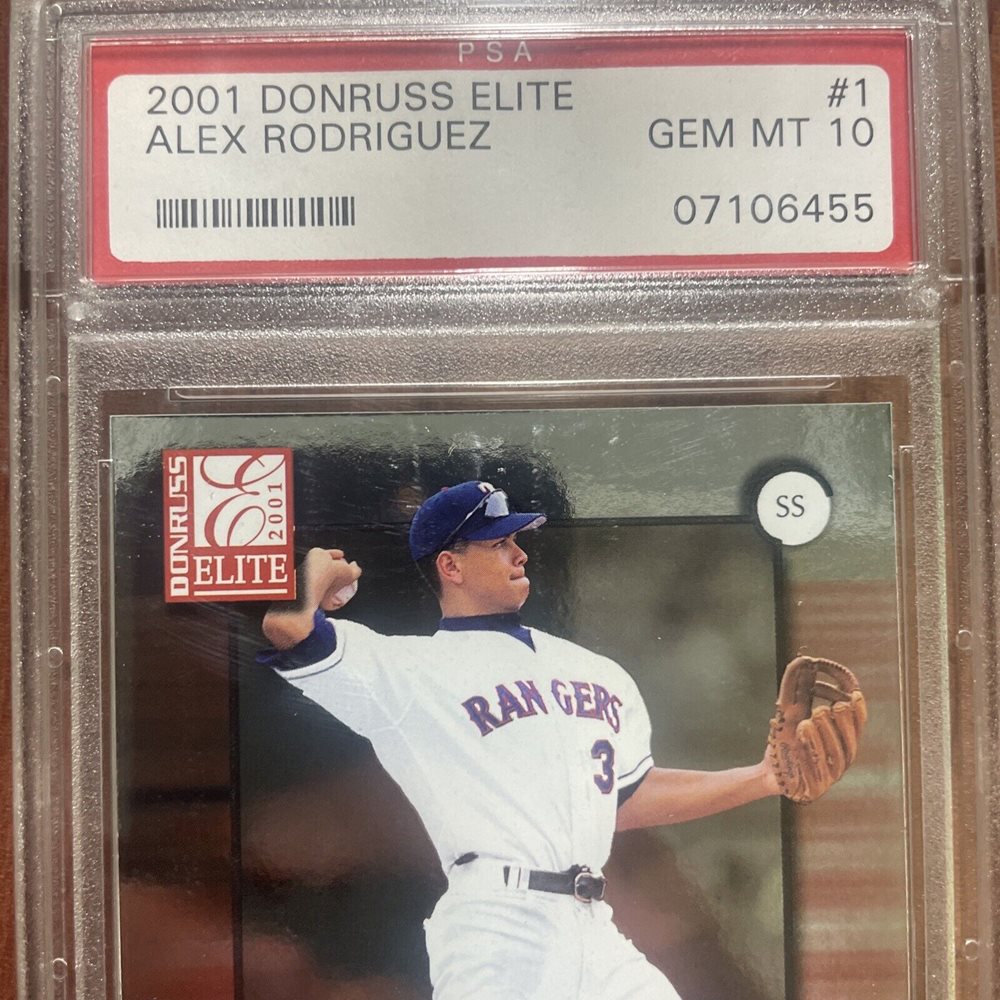 PSA
2001 DONRUSS ELITE
#1
ALEX RODRIGUEZ
GEM MT 10
07106455
DONRUSS
E
2001
ELITE
SS
RANGERS
3